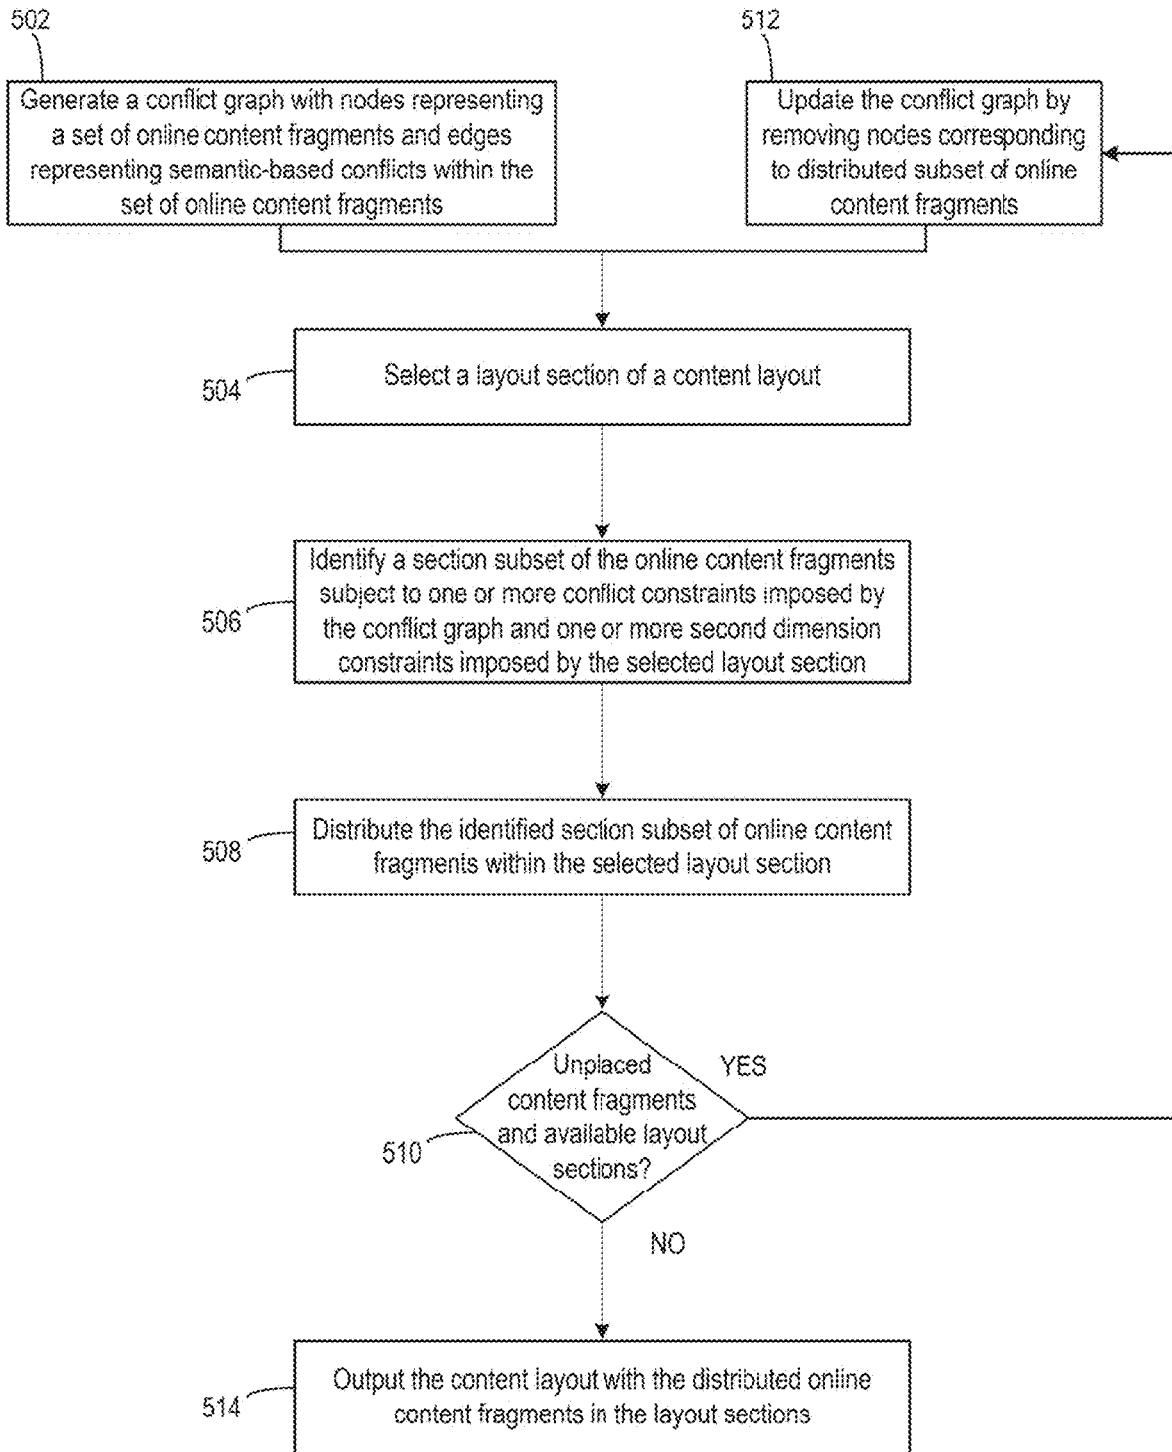 502
Generate a conflict graph with nodes representing
a set of online content fragments and edges
representing semantic-based conflicts within the
set of online content fragments
512
Update the conflict graph by
removing nodes corresponding
to distributed subset of online
content fragments
504
Select a layout section of a content layout
506
Identify a section subset of the online content fragments
subject to one or more conflict constraints imposed by
the conflict graph and one or more second dimension
constraints imposed by the selected layout section
508
Distribute the identified section subset of online content
fragments within the selected layout section
510
Unplaced
content fragments
and available layout
sections?
YES
NO
514
Output the content layout with the distributed online
content fragments in the layout sections